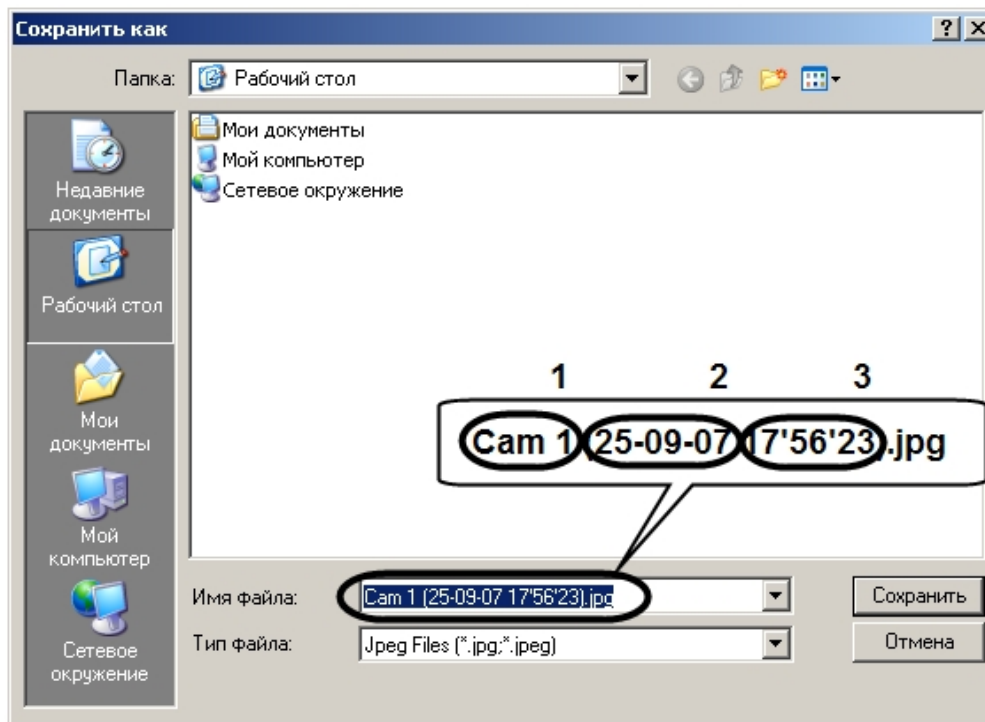 Сохранить как
Папка: Рабочий стол
Недавние
документы
Рабочий стол
Мои
документы
Мой
компьютер
Сетевое
окружение
Мои документы
Мой компьютер
Сетевое окружение
1 2 3
Cam 1 (25-09-07 17'56'23).jpg
Имя файла: Cam 1 (25-09-07 17'56'23).jpg
Сохранить
Тип файла: Jpeg Files (*.jpg;*.jpeg)
Отмена